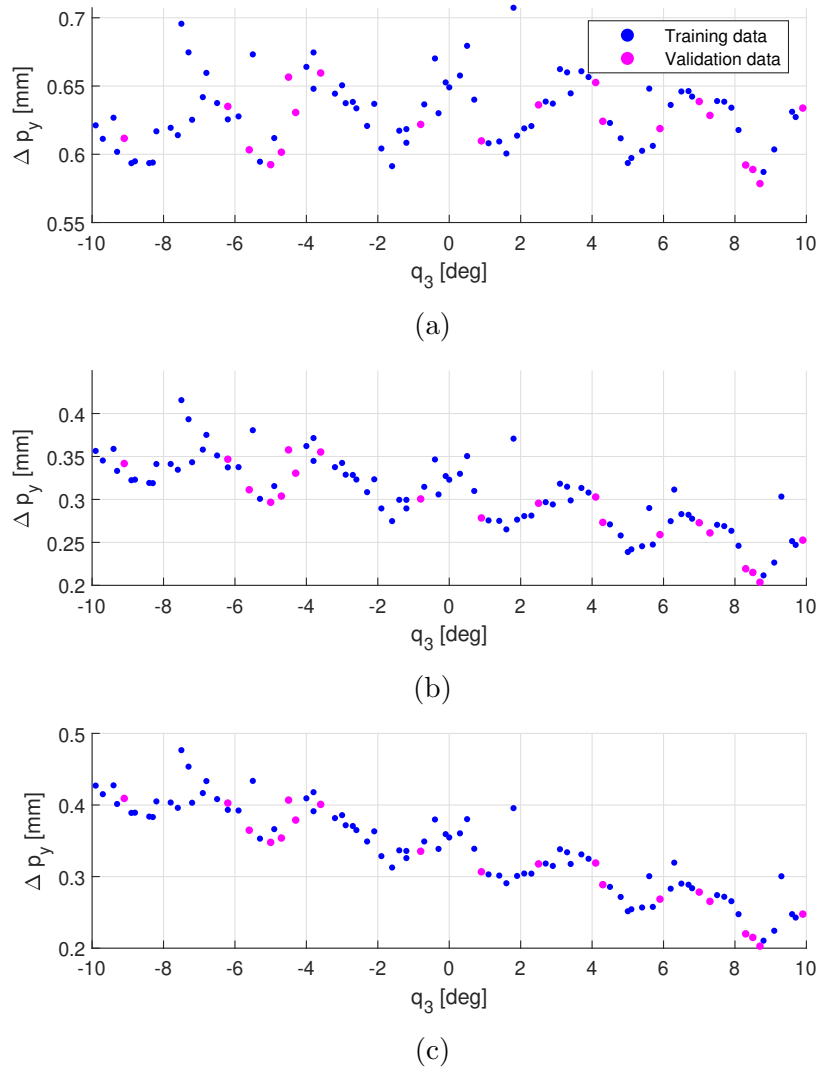 0.7
Training data
Validation data
0.65
0.6
0.55
Δ p_y [mm]
-10 -8 -6 -4 -2 0 2 4 6 8 10
q_3 [deg]
(a)
0.4
0.35
0.3
0.25
0.2
Δ p_y [mm]
-10 -8 -6 -4 -2 0 2 4 6 8 10
q_3 [deg]
(b)
0.5
0.4
0.3
0.2
Δ p_y [mm]
-10 -8 -6 -4 -2 0 2 4 6 8 10
q_3 [deg]
(c)